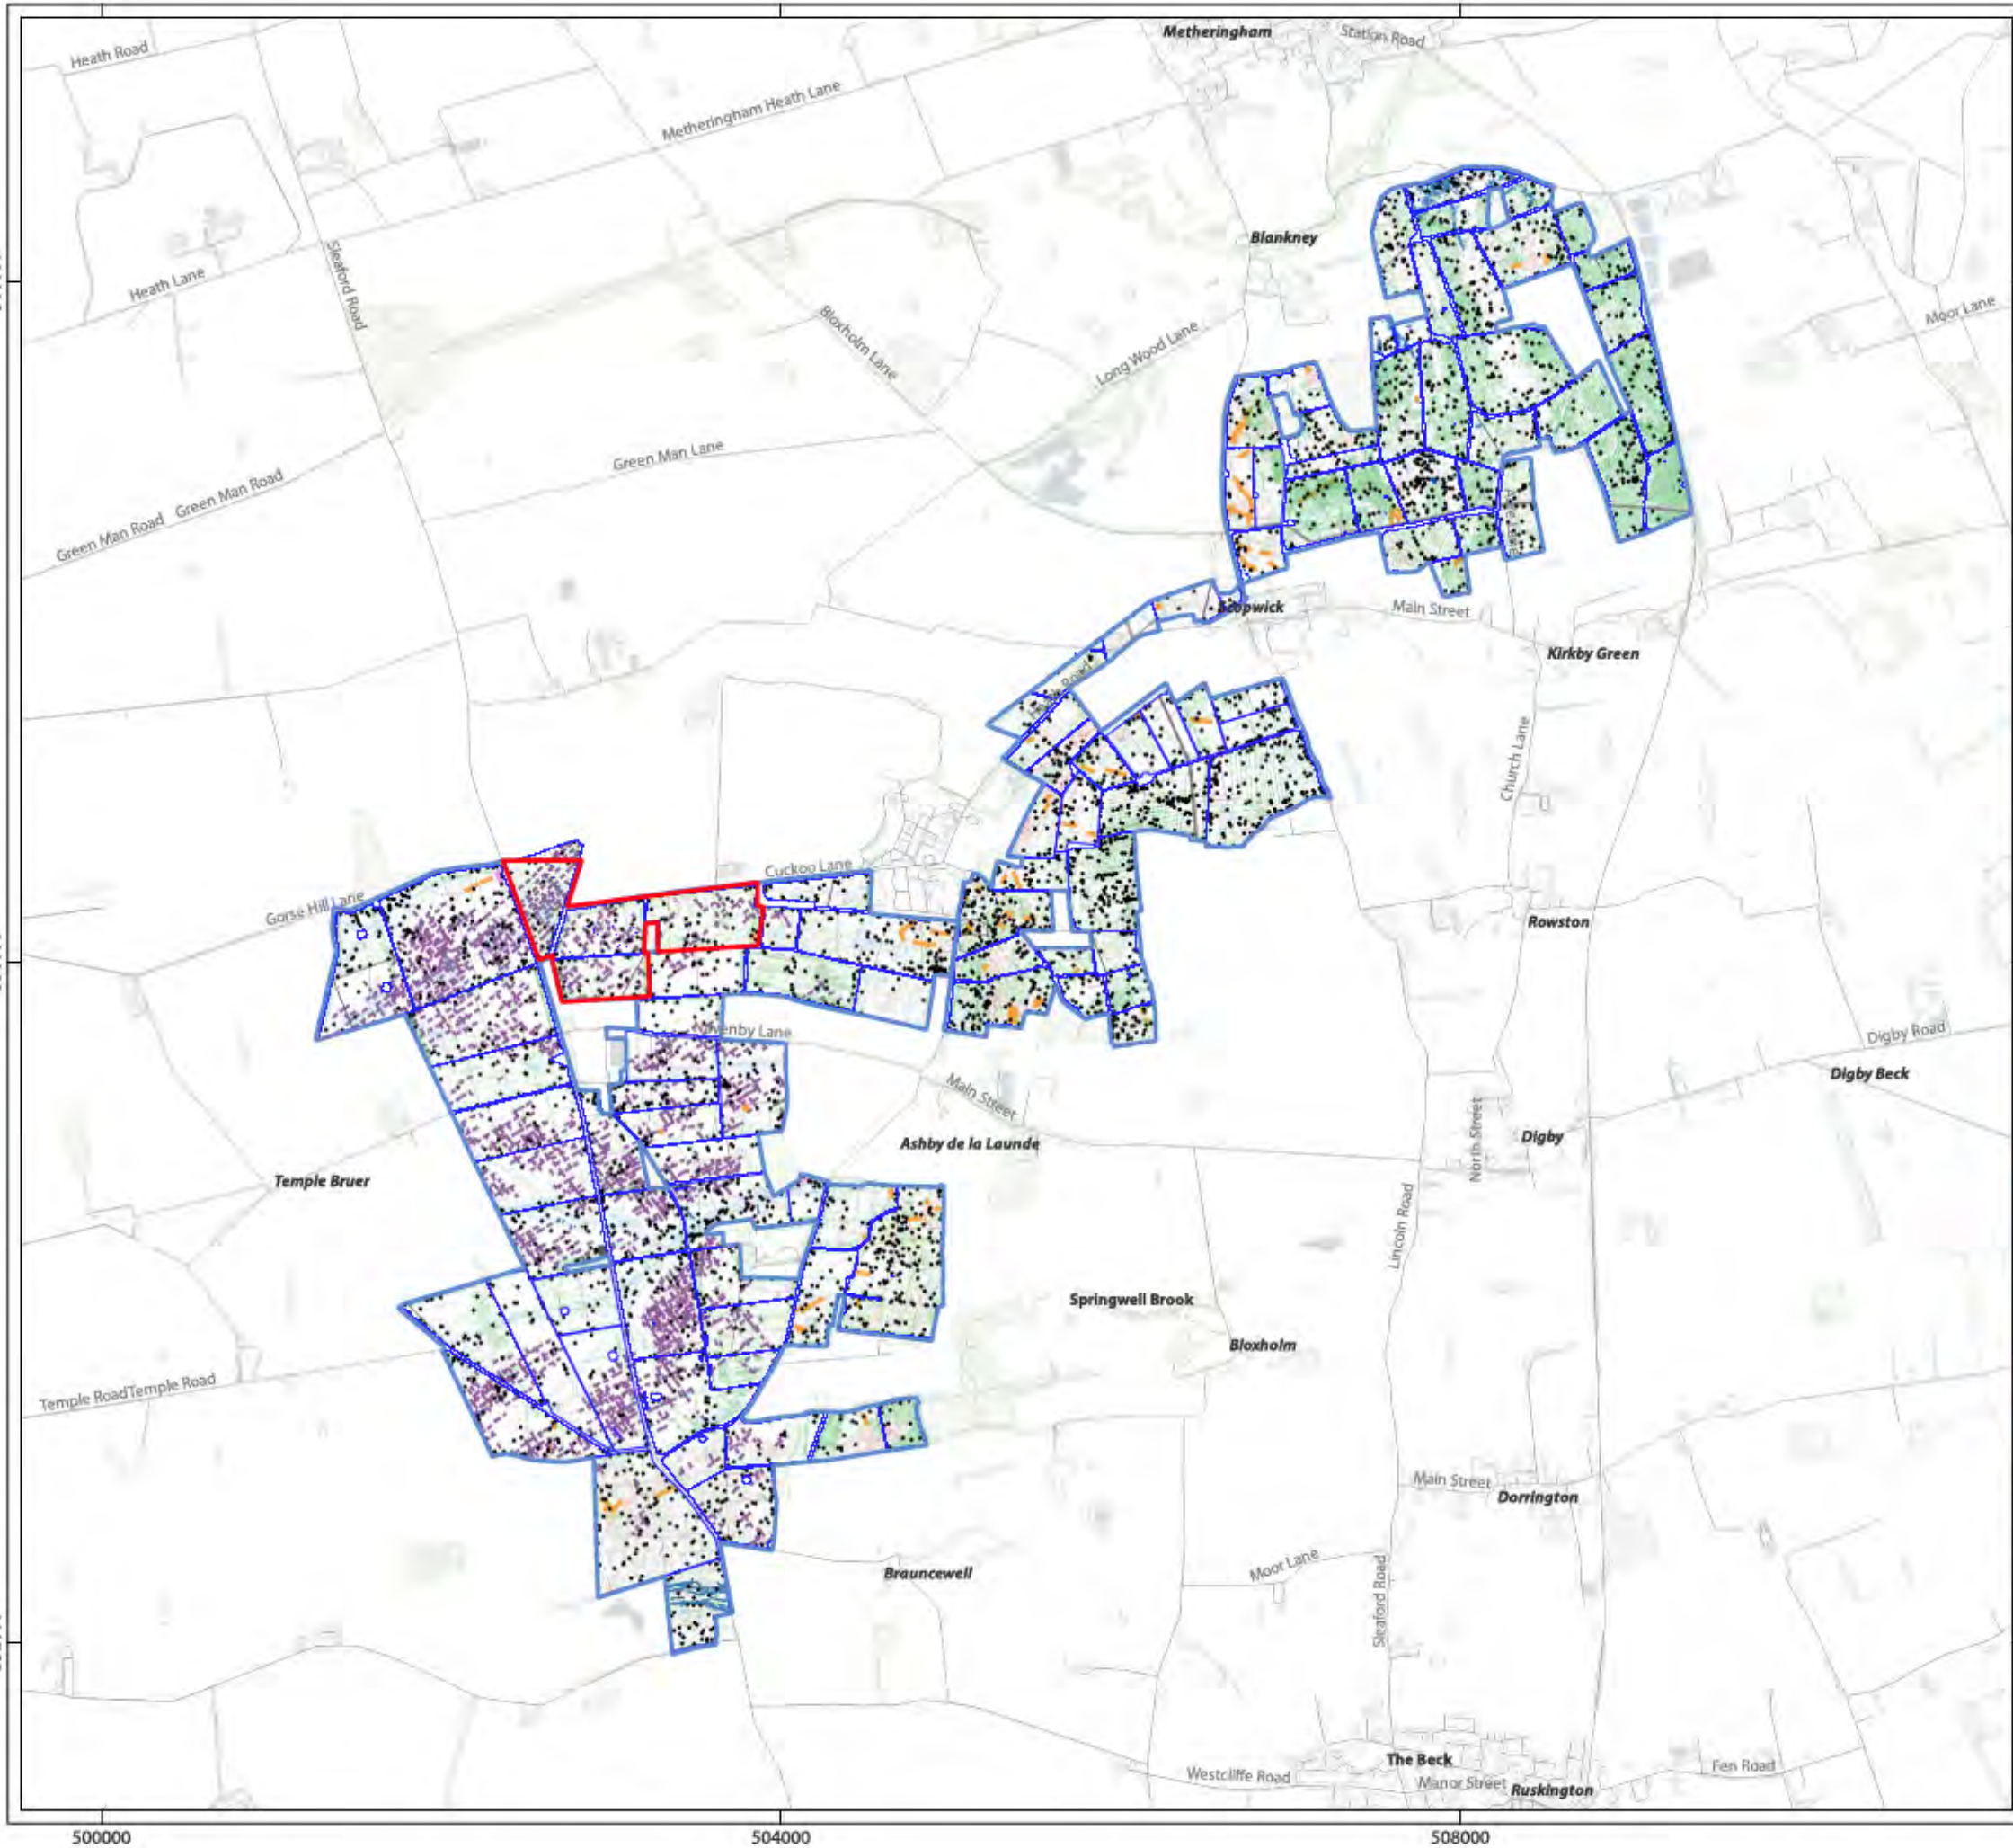 Metheringham
Station Road
Heath Road
Metheringham Heath Lane
Blankney
Sleaford Road
Heath Lane
Moor Lane
Bloxholm Lane
Long Wood Lane
Green Man Lane
Green Man Road
Green Man Road
Scopwick
Main Street
Kirkby Green
Church Lane
Cuckoo Lane
Gorse Hill Lane
Rowston
Navenby Lane
Digby Road
Digby Beck
Main Street
North Street
Digby
Ashby de la Launde
Temple Bruer
Lincoln Road
Springwell Brook
Bloxholm
Temple RoadTemple Road
Main Street
Dorrington
Moor Lane
Brauncewell
Sleaford Road
The Beck
Fen Road
Westcliffe Road
Manor Street
Ruskington
500000
504000
508000